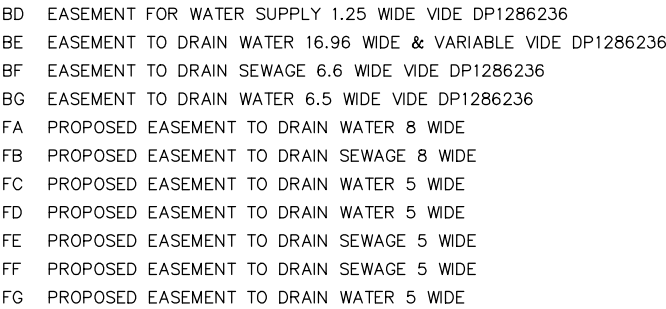 BD EASEMENT FOR WATER SUPPLY 1.25 WIDE VIDE DP1286236
BE EASEMENT TO DRAIN WATER 16.96 WIDE & VARIABLE VIDE DP1286236
BF EASEMENT TO DRAIN SEWAGE 6.6 WIDE VIDE DP1286236
BG EASEMENT TO DRAIN WATER 6.5 WIDE VIDE DP1286236
FA PROPOSED EASEMENT TO DRAIN WATER 8 WIDE
FB PROPOSED EASEMENT TO DRAIN SEWAGE 8 WIDE
FC PROPOSED EASEMENT TO DRAIN WATER 5 WIDE
FD PROPOSED EASEMENT TO DRAIN WATER 5 WIDE
FE PROPOSED EASEMENT TO DRAIN SEWAGE 5 WIDE
FF PROPOSED EASEMENT TO DRAIN SEWAGE 5 WIDE
FG PROPOSED EASEMENT TO DRAIN WATER 5 WIDE